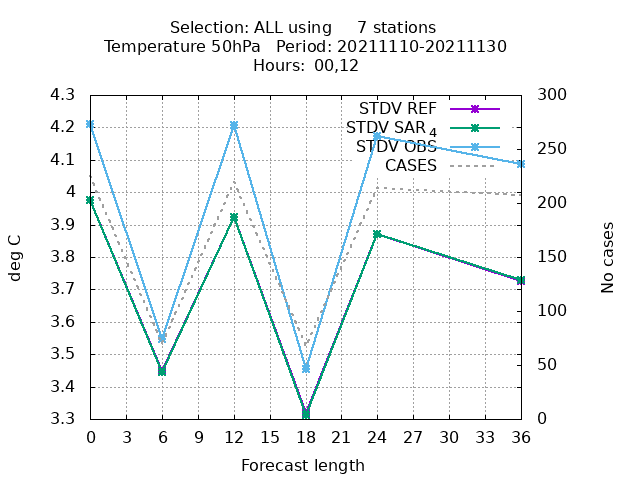 Selection: ALL using 7 stations
Temperature 50hPa Period: 20211110-20211130
Hours: 00,12
STDV REF
STDV SAR 4
STDV OBS
CASES
4.3
4.2
4.1
4
3.9
3.8
3.7
3.6
3.5
3.4
3.3
deg C
300
250
200
150
100
50
0
No cases
0 3 6 9 12 15 18 21 24 27 30 33 36
Forecast length